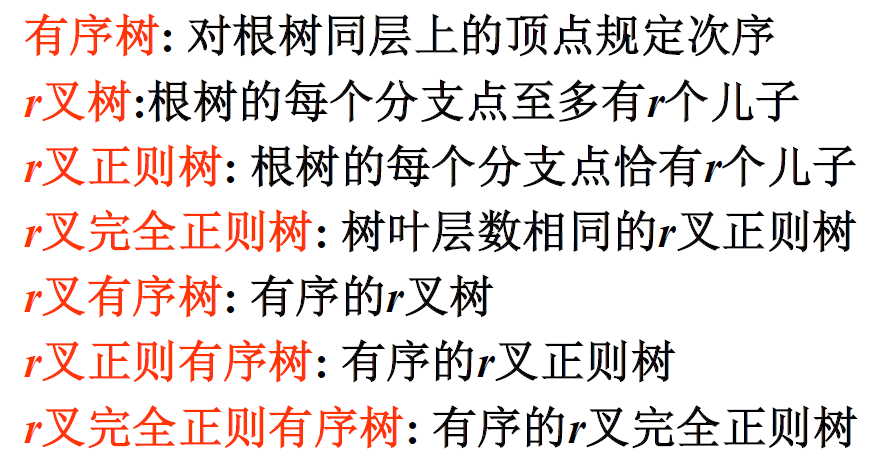 有序树: 对根树同层上的顶点规定次序
r叉树:根树的每个分支点至多有r个儿子
r叉正则树: 根树的每个分支点恰有r个儿子
r叉完全正则树: 树叶层数相同的r叉正则树
r叉有序树: 有序的r叉树
r叉正则有序树: 有序的r叉正则树
r叉完全正则有序树: 有序的r叉完全正则树